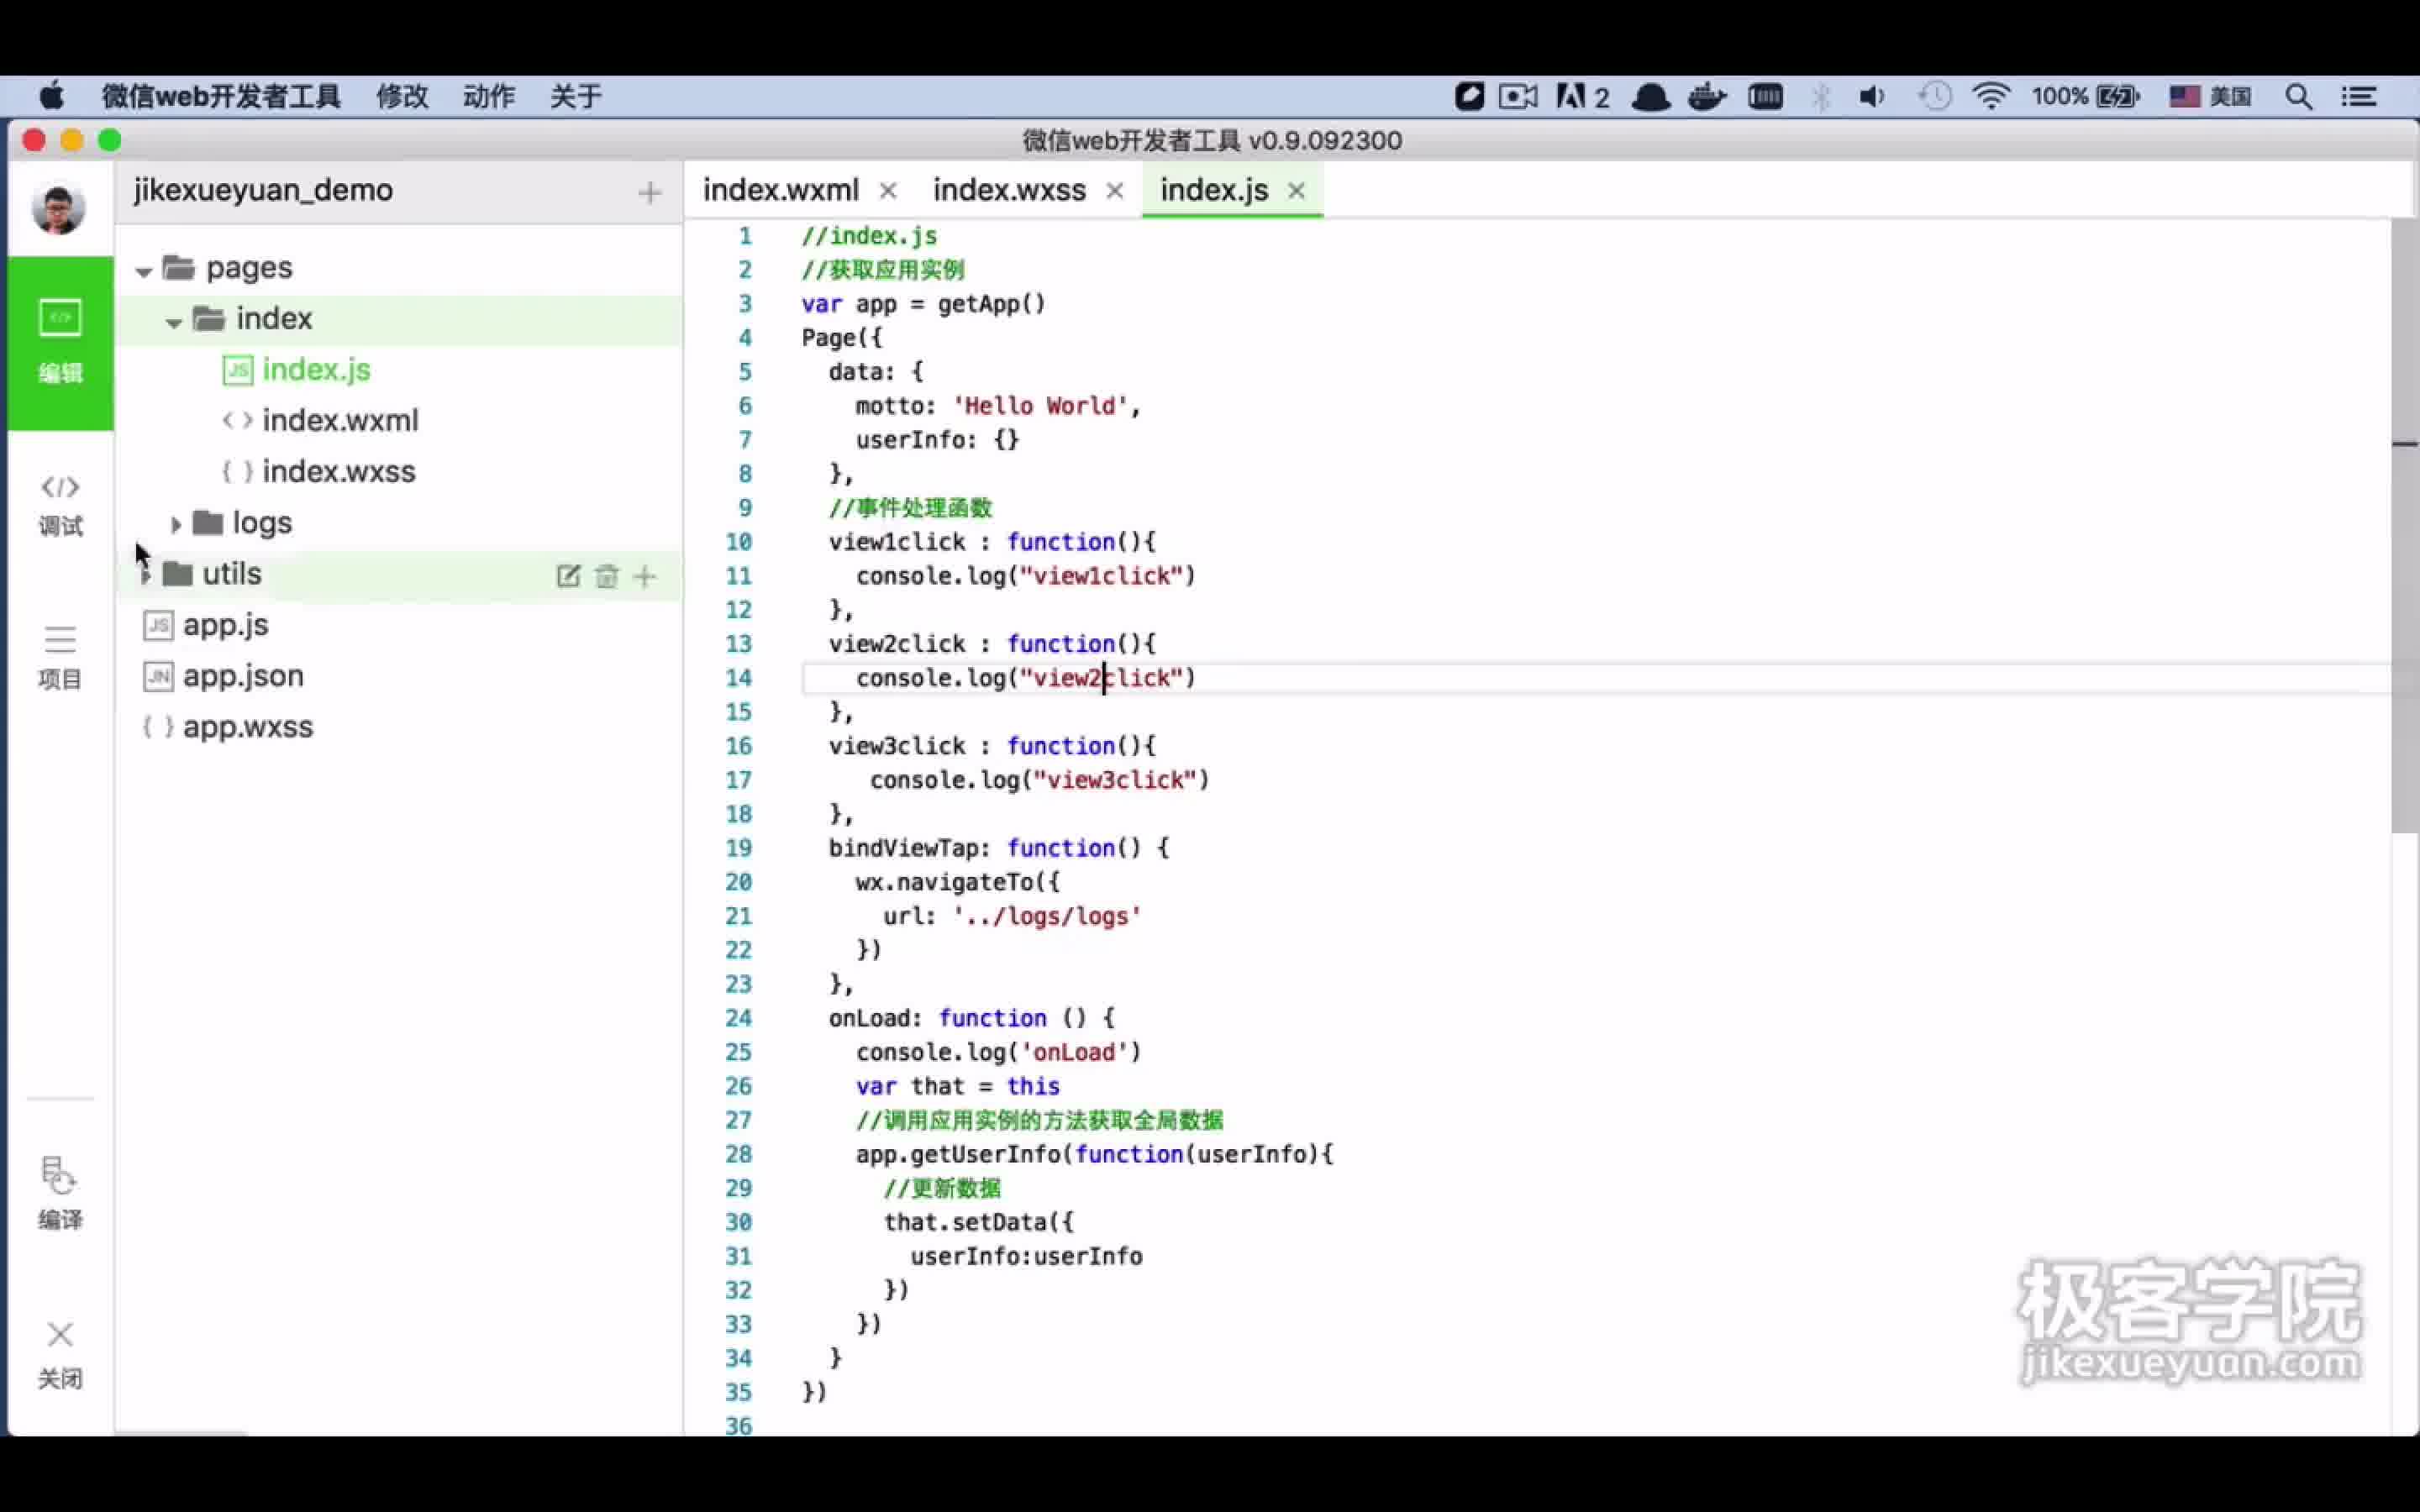 微信web开发者工具 修改 动作 关于 2 100% 美国
微信web开发者工具 v0.9.092300
jikexueyuan_demo
index.wxml
index.wxss
index.js
编辑
调试
项目
编译
关闭
pages
index
JS index.js
<> index.wxml
{ } index.wxss
logs
utils
JS app.js
JN app.json
{ } app.wxss
1 //index.js
2 //获取应用实例
3 var app = getApp()
4 Page({
5 data: {
6 motto: 'Hello World',
7 userInfo: {}
8 },
9 //事件处理函数
10 view1click : function(){
11 console.log("view1click")
12 },
13 view2click : function(){
14 console.log("view2click")
15 },
16 view3click : function(){
17 console.log("view3click")
18 },
19 bindViewTap: function() {
20 wx.navigateTo({
21 url: '../logs/logs'
22 })
23 },
24 onLoad: function () {
25 console.log('onLoad')
26 var that = this
27 //调用应用实例的方法获取全局数据
28 app.getUserInfo(function(userInfo){
29 //更新数据
30 that.setData({
31 userInfo:userInfo
32 })
33 })
34 }
35 })
36
极客学院
jikexueyuan.com